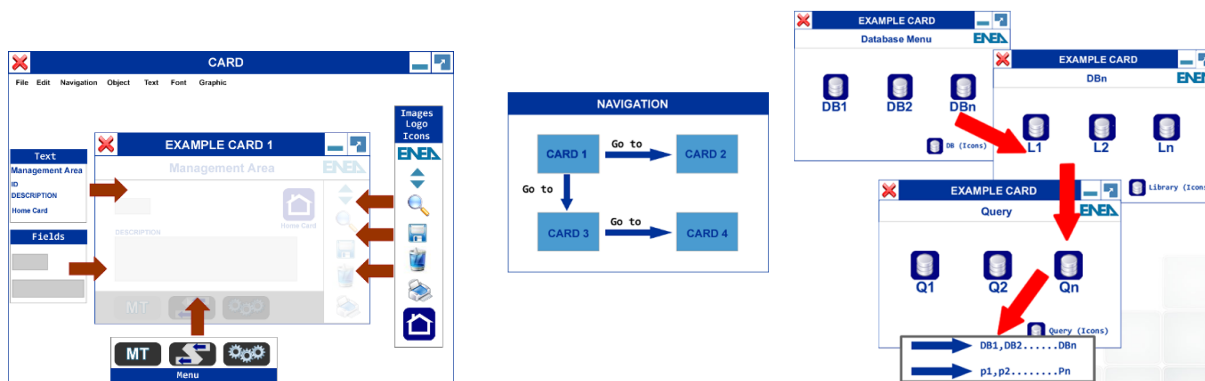 CARD
File Edit Navigation Object Text Font Graphic
Images
Logo
Icons
ENEA
Text
Management Area
ID
DESCRIPTION
Home Card
Fields
EXAMPLE CARD 1
Management Area
ENEA
Home Card
DESCRIPTION
MT
MT
Menu
NAVIGATION
CARD 1
Go to
CARD 2
Go to
CARD 3
Go to
CARD 4
EXAMPLE CARD
Database Menu
ENEA
DB1 DB2 DBn
DB (Icons)
EXAMPLE CARD
DBn
L1 L2 Ln
EXAMPLE CARD
Query
ENEA
Q1 Q2 Qn
Query (Icons)
DB1,DB2......DBn
p1,p2........Pn